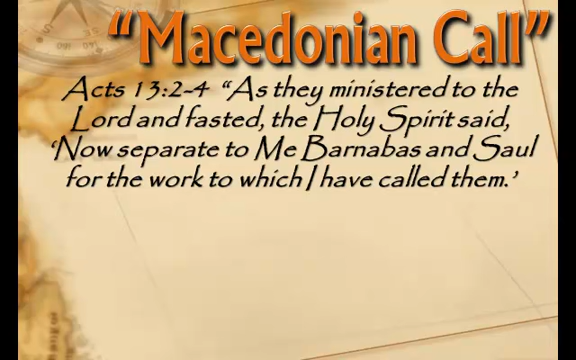 “Macedonian Call”
Acts 13:2-4 “As they ministered to the
Lord and fasted, the Holy Spirit said,
‘Now separate to Me Barnabas and Saul
for the work to which I have called them.’